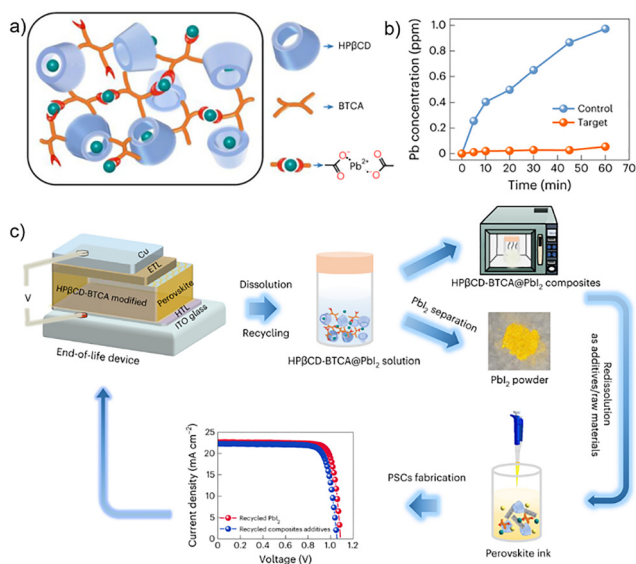 a)
HPβCD
BTCA
O
O⁻
Pb²⁺
⁻O
O
b)
Pb concentration (ppm)
1.0
0.8
0.6
0.4
0.2
0
Control
Target
0 10 20 30 40 50 60 70
Time (min)
c)
Cu
ETL
HPβCD-BTCA modified
Perovskite
HTL
ITO glass
V
End-of-life device
Dissolution
Recycling
HPβCD-BTCA@PbI₂ solution
HPβCD-BTCA@PbI₂ composites
PbI₂ separation
PbI₂ powder
Redissolution
as additives/raw materials
Perovskite ink
PSCs fabrication
Current density (mA cm⁻²)
25
20
15
10
5
0
Recycled PbI₂
Recycled composites additives
0 0.2 0.4 0.6 0.8 1.0 1.2
Voltage (V)